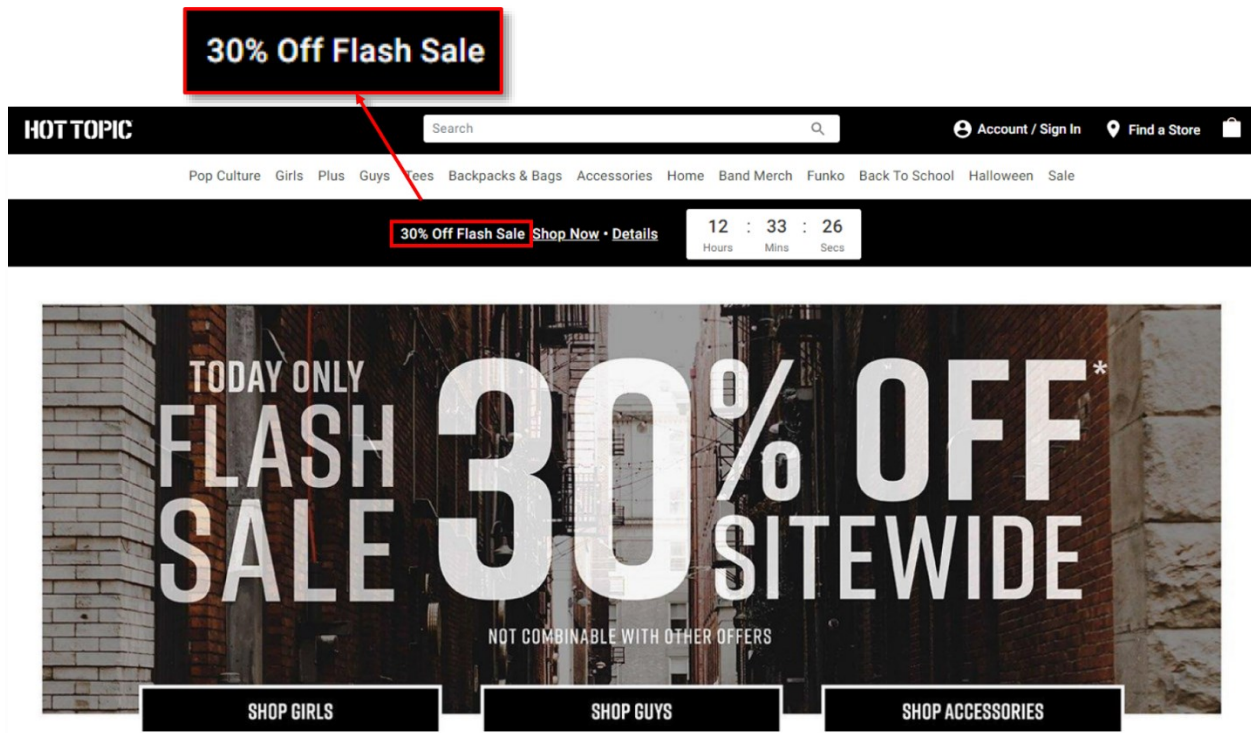 30% Off Flash Sale
HOT TOPIC
Search
Account / Sign In
Find a Store
Pop Culture Girls Plus Guys Tees Backpacks & Bags Accessories Home Band Merch Funko Back To School Halloween Sale
30% Off Flash Sale Shop Now • Details
12 : 33 : 26
Hours Mins Secs
TODAY ONLY
FLASH
SALE
30% OFF*
SITEWIDE
NOT COMBINABLE WITH OTHER OFFERS
SHOP GIRLS
SHOP GUYS
SHOP ACCESSORIES